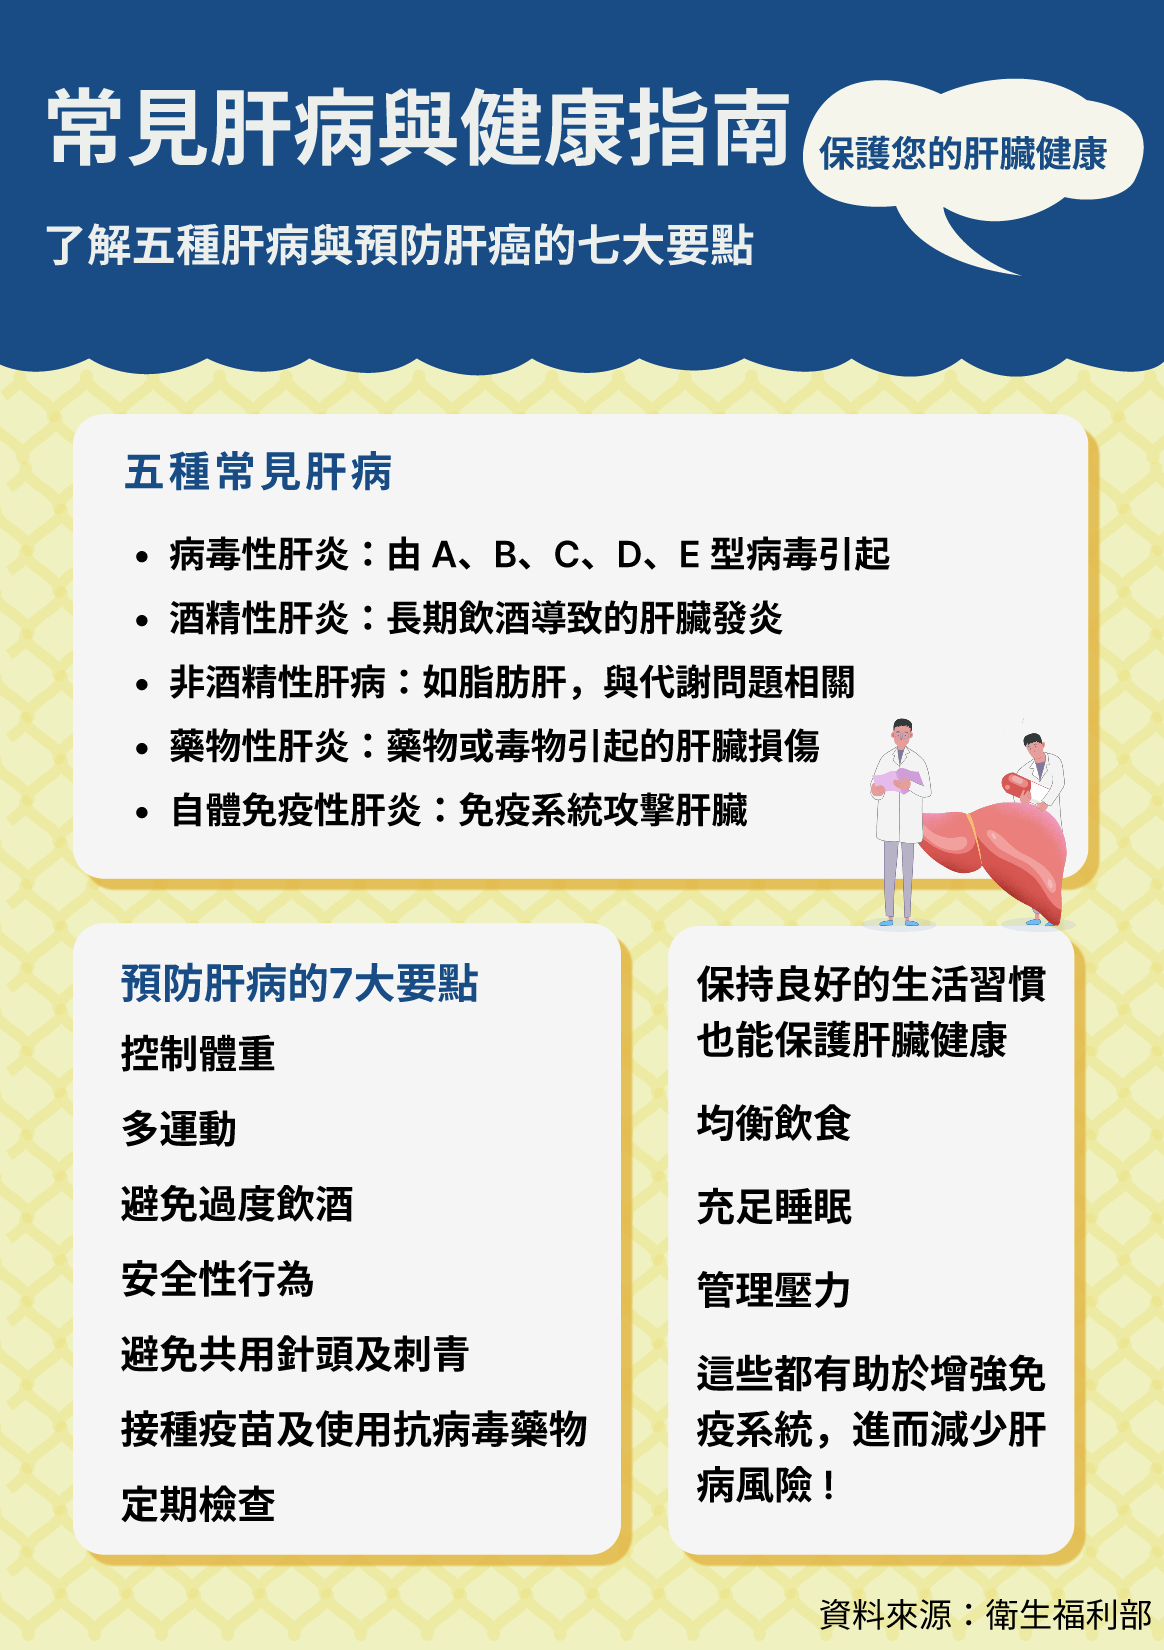 常見肝病與健康指南
保護您的肝臟健康
了解五種肝病與預防肝癌的七大要點
五種常見肝病
• 病毒性肝炎：由 A、B、C、D、E 型病毒引起
• 酒精性肝炎：長期飲酒導致的肝臟發炎
• 非酒精性肝病：如脂肪肝，與代謝問題相關
• 藥物性肝炎：藥物或毒物引起的肝臟損傷
• 自體免疫性肝炎：免疫系統攻擊肝臟
預防肝病的7大要點
控制體重
多運動
避免過度飲酒
安全性行為
避免共用針頭及刺青
接種疫苗及使用抗病毒藥物
定期檢查
保持良好的生活習慣
也能保護肝臟健康
均衡飲食
充足睡眠
管理壓力
這些都有助於增強免
疫系統，進而減少肝
病風險！
資料來源：衛生福利部